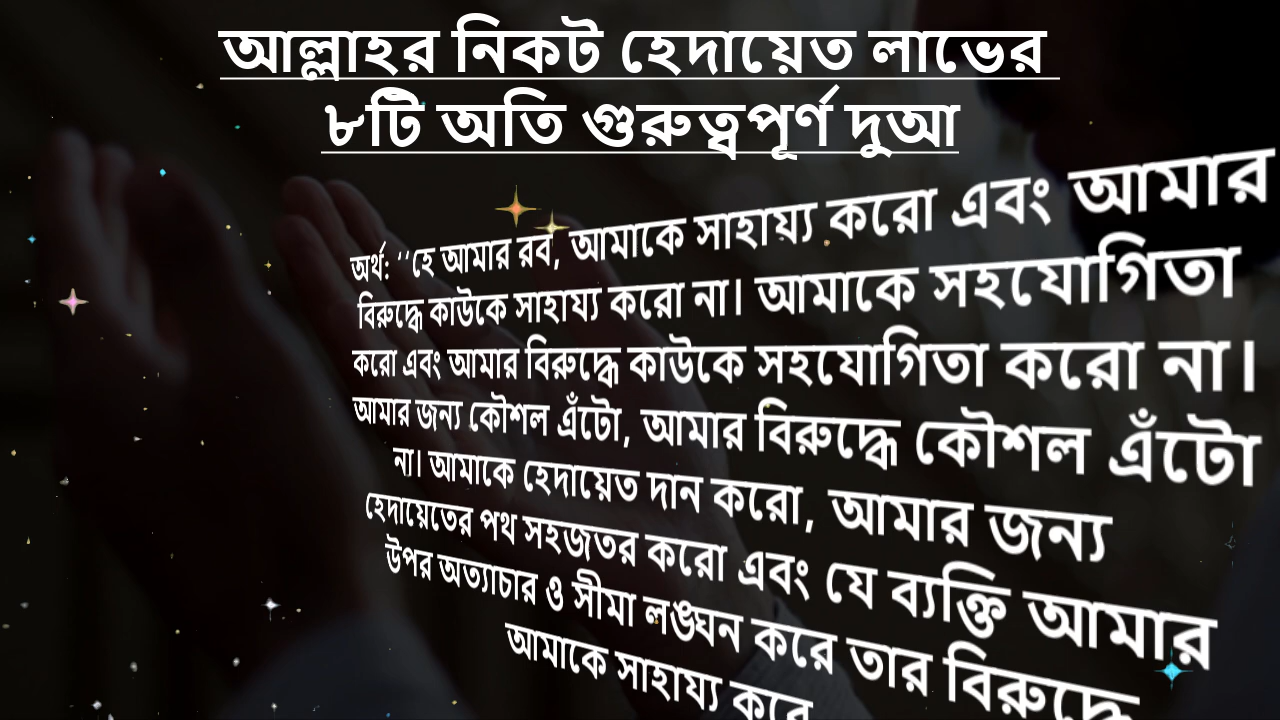 আল্লাহর নিকট হেদায়েত লাভের
৮টি অতি গুরুত্বপূর্ণ দুআ
অর্থ: ‘‘হে আমার রব, আমাকে সাহায্য করো এবং আমার
বিরুদ্ধে কাউকে সাহায্য করো না। আমাকে সহযোগিতা
করো এবং আমার বিরুদ্ধে কাউকে সহযোগিতা করো না।
আমার জন্য কৌশল এঁটো, আমার বিরুদ্ধে কৌশল এঁটো
না। আমাকে হেদায়েত দান করো, আমার জন্য
হেদায়েতের পথ সহজতর করো এবং যে ব্যক্তি আমার
উপর অত্যাচার ও সীমা লঙ্ঘন করে তার বিরুদ্ধে
আমাকে সাহায্য করে